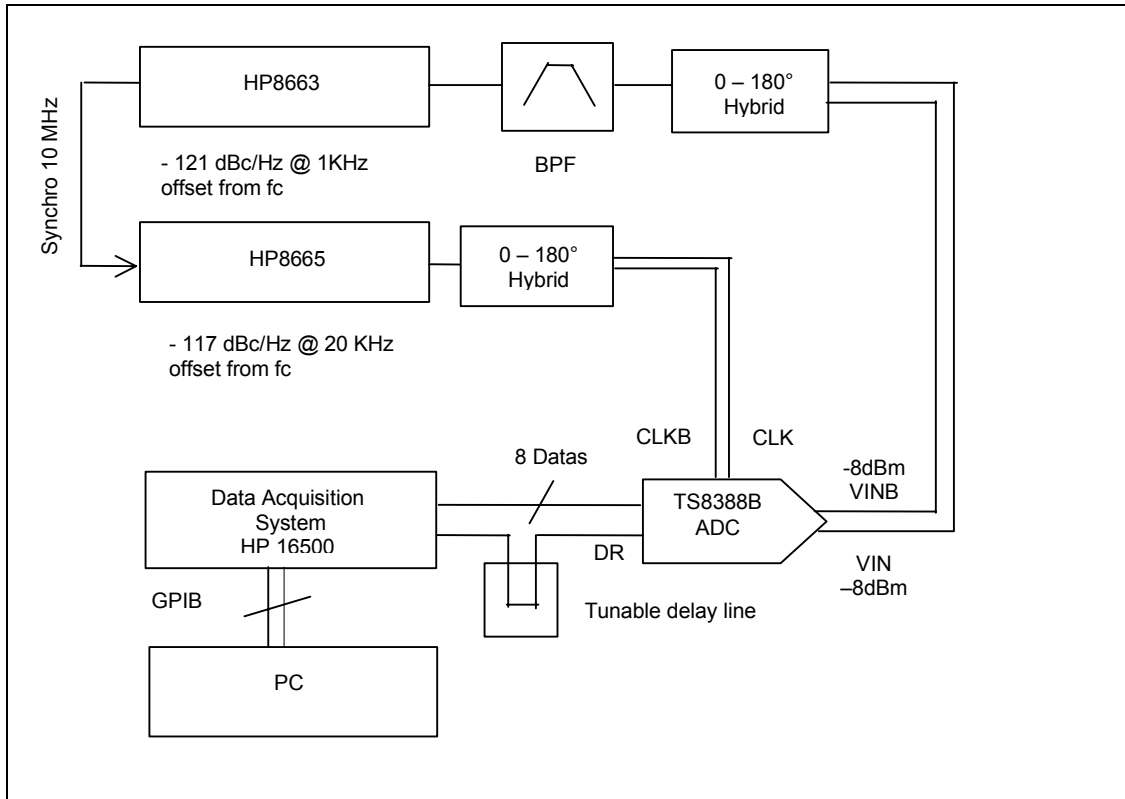 HP8663
0 – 180°
Hybrid
BPF
- 121 dBc/Hz @ 1KHz
offset from fc
Synchro 10 MHz
HP8665
0 – 180°
Hybrid
- 117 dBc/Hz @ 20 KHz
offset from fc
CLKB
CLK
8 Datas
-8dBm
VINB
Data Acquisition
System
HP 16500
TS8388B
ADC
DR
VIN
–8dBm
GPIB
Tunable delay line
PC